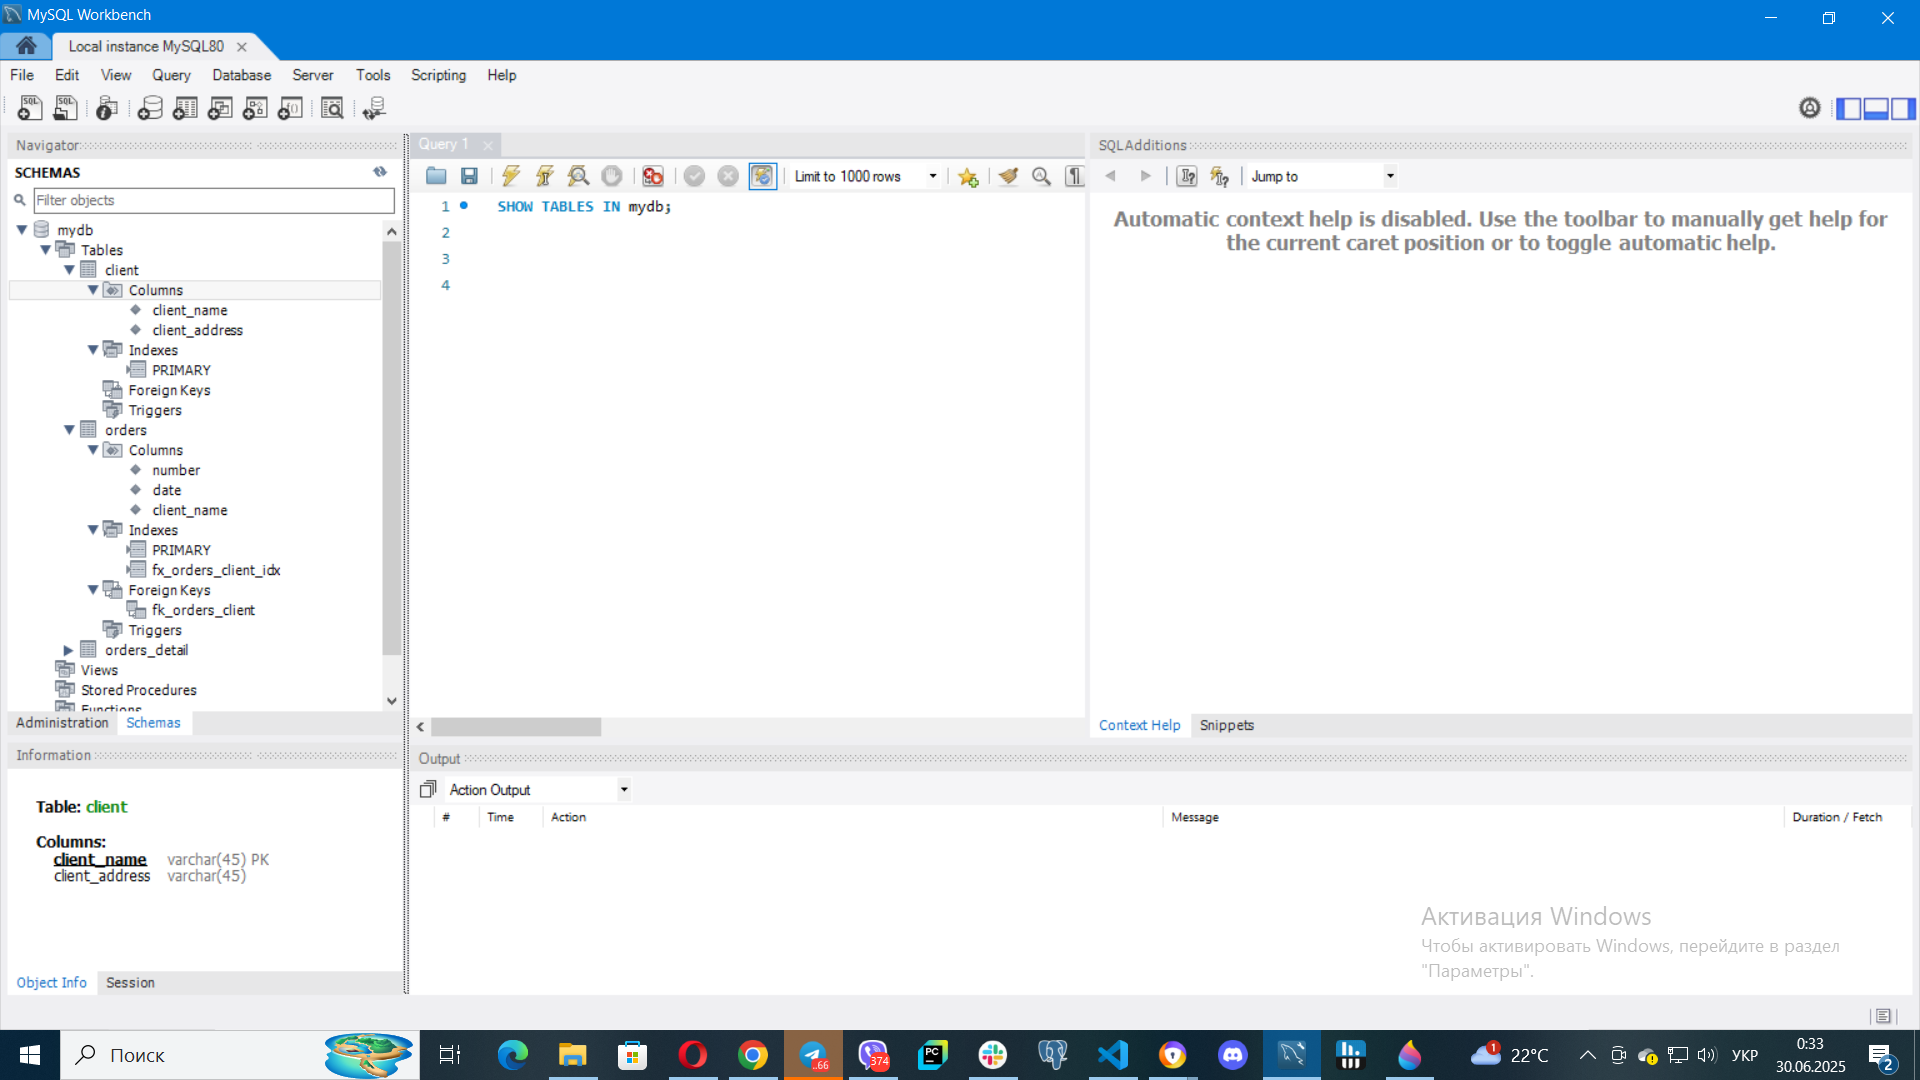 MySQL Workbench
Local instance MySQL80
File Edit View Query Database Server Tools Scripting Help
Navigator
SCHEMAS
Filter objects
mydb
Tables
client
Columns
client_name
client_address
Indexes
PRIMARY
Foreign Keys
Triggers
orders
Columns
number
date
client_name
Indexes
PRIMARY
fx_orders_client_idx
Foreign Keys
fk_orders_client
Triggers
orders_detail
Views
Stored Procedures
Functions
Administration Schemas
Information
Table: client
Columns:
client_name varchar(45) PK
client_address varchar(45)
Object Info Session
Query 1
Limit to 1000 rows
1 SHOW TABLES IN mydb;
2
3
4
SQLAdditions
Jump to
Automatic context help is disabled. Use the toolbar to manually get help for
the current caret position or to toggle automatic help.
Context Help Snippets
Output
Action Output
# Time Action Message Duration / Fetch
Активация Windows
Чтобы активировать Windows, перейдите в раздел
"Параметры".
Поиск
..66
374
PC
1
22°C
УКР
0:33
30.06.2025
2